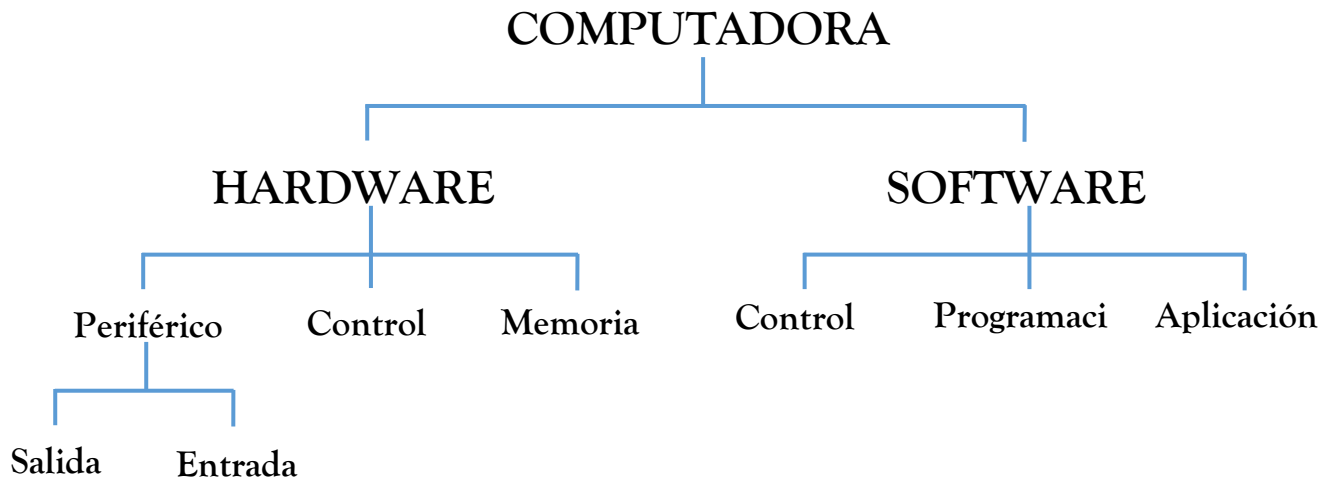 COMPUTADORA
HARDWARE SOFTWARE
Periférico Control Memoria Control Programaci Aplicación
Salida Entrada